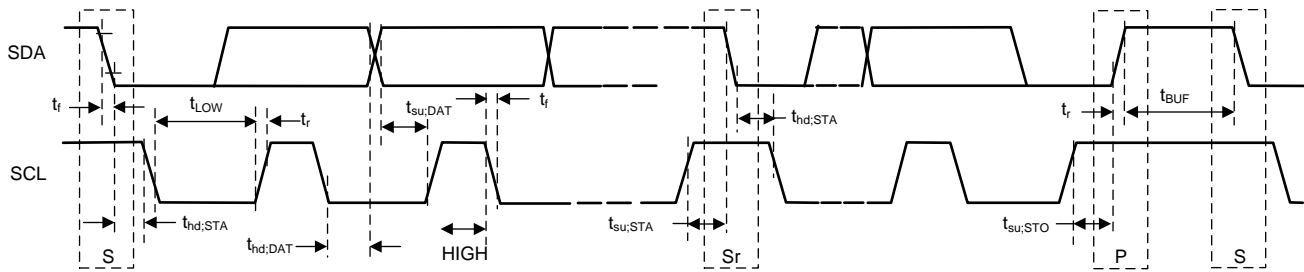 SDA
t_f
t_LOW
t_r
t_su;DAT
t_f
t_hd;STA
t_r
t_BUF
SCL
t_hd;STA
t_hd;DAT
HIGH
t_su;STA
t_su;STO
S
Sr
P
S